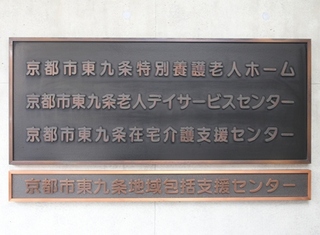 京都市東九条特別養護老人ホーム
京都市東九条老人デイサービスセンター
京都市東九条在宅介護支援センター
京都市東九条地域包括支援センター